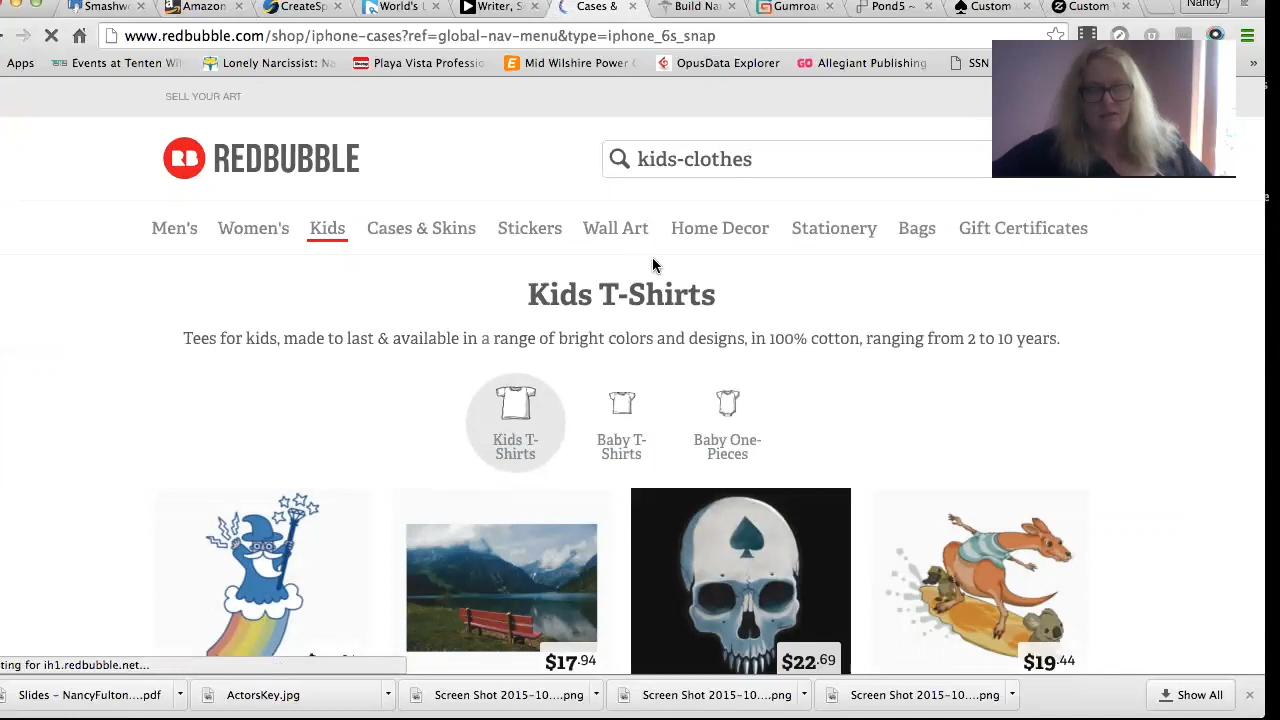 Smashw
Amazon
CreateSp
World's L
Writer, S
Cases &
Build Na
Gumroa
Pond5 ~
Custom
Custom
Nancy
www.redbubble.com/shop/iphone-cases?ref=global-nav-menu&type=iphone_6s_snap
Apps
Events at Tenten Wil
Lonely Narcissist: Nu
Playa Vista Professio
Mid Wilshire Power
OpusData Explorer
GO Allegiant Publishing
SSN
»
SELL YOUR ART
RB REDBUBBLE
kids-clothes
Men's Women's Kids Cases & Skins Stickers Wall Art Home Decor Stationery Bags Gift Certificates
Kids T-Shirts
Tees for kids, made to last & available in a range of bright colors and designs, in 100% cotton, ranging from 2 to 10 years.
Kids T-
Shirts
Baby T-
Shirts
Baby One-
Pieces
$17.94
$22.69
$19.44
ting for ih1.redbubble.net...
Slides – NancyFulton....pdf
ActorsKey.jpg
Screen Shot 2015-10....png
Screen Shot 2015-10....png
Screen Shot 2015-10....png
Show All